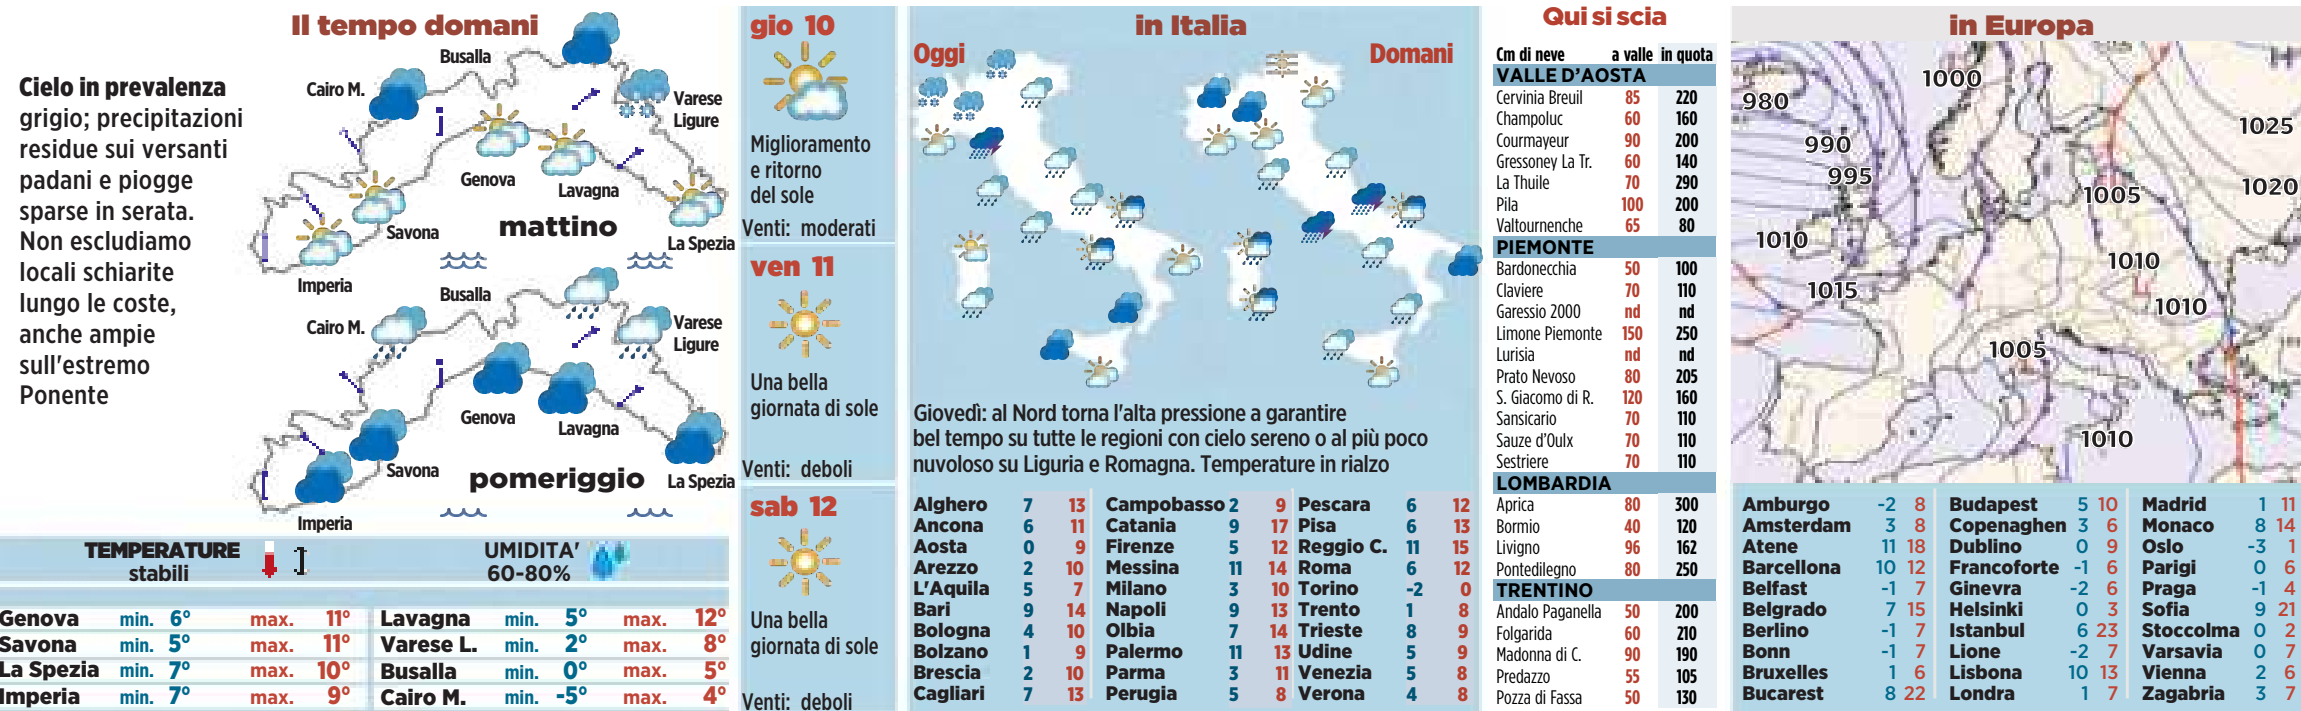 Il tempo domani
Cielo in prevalenza
grigio; precipitazioni
residue sui versanti
padani e piogge
sparse in serata.
Non escludiamo
locali schiarite
lungo le coste,
anche ampie
sull'estremo
Ponente
Busalla
Cairo M.
Varese
Ligure
Genova
Lavagna
Savona
mattino
La Spezia
Imperia
Busalla
Cairo M.
Varese
Ligure
Genova
Lavagna
Savona
pomeriggio
La Spezia
Imperia
TEMPERATURE
stabili
UMIDITA'
60-80%
Genova min. 6° max. 11°
Savona min. 5° max. 11°
La Spezia min. 7° max. 10°
Imperia min. 7° max. 9°
Lavagna min. 5° max. 12°
Varese L. min. 2° max. 8°
Busalla min. 0° max. 5°
Cairo M. min. -5° max. 4°
gio 10
Miglioramento
e ritorno
del sole
Venti: moderati
ven 11
Una bella
giornata di sole
Venti: deboli
sab 12
Una bella
giornata di sole
Venti: deboli
in Italia
Oggi
Domani
Giovedì: al Nord torna l'alta pressione a garantire
bel tempo su tutte le regioni con cielo sereno o al più poco
nuvoloso su Liguria e Romagna. Temperature in rialzo
Alghero 7 13
Ancona 6 11
Aosta 0 9
Arezzo 2 10
L'Aquila 5 7
Bari 9 14
Bologna 4 10
Bolzano 1 9
Brescia 2 10
Cagliari 7 13
Campobasso 2 9
Catania 9 17
Firenze 5 12
Messina 11 14
Milano 3 10
Napoli 9 13
Olbia 7 14
Palermo 11 13
Parma 3 11
Perugia 5 8
Pescara 6 12
Pisa 6 13
Reggio C. 11 15
Roma 6 12
Torino -2 0
Trento 1 8
Trieste 8 9
Udine 5 9
Venezia 5 8
Verona 4 8
Qui si scia
Cm di neve a valle in quota
VALLE D'AOSTA
Cervinia Breuil 85 220
Champoluc 60 160
Courmayeur 90 200
Gressoney La Tr. 60 140
La Thuile 70 290
Pila 100 200
Valtournenche 65 80
PIEMONTE
Bardonecchia 50 100
Claviere 70 110
Garessio 2000 nd nd
Limone Piemonte 150 250
Lurisia nd nd
Prato Nevoso 80 205
S. Giacomo di R. 120 160
Sansicario 70 110
Sauze d'Oulx 70 110
Sestriere 70 110
LOMBARDIA
Aprica 80 300
Bormio 40 120
Livigno 96 162
Pontedilegno 80 250
TRENTINO
Andalo Paganella 50 200
Folgarida 60 210
Madonna di C. 90 190
Predazzo 55 105
Pozza di Fassa 50 130
in Europa
H
1000
980
1025
990
995
1005
1020
1010
1010
1015
L
1010
1005
1010
Amburgo -2 8
Amsterdam 3 8
Atene 11 18
Barcellona 10 12
Belfast -1 7
Belgrado 7 15
Berlino -1 7
Bonn -1 7
Bruxelles 1 6
Bucarest 8 22
Budapest 5 10
Copenaghen 3 6
Dublino 0 9
Francoforte -1 6
Ginevra -2 6
Helsinki 0 3
Istanbul 6 23
Lione -2 7
Lisbona 10 13
Londra 1 7
Madrid 1 11
Monaco 8 14
Oslo -3 1
Parigi 0 6
Praga -1 4
Sofia 9 21
Stoccolma 0 2
Varsavia 0 7
Vienna 2 6
Zagabria 3 7